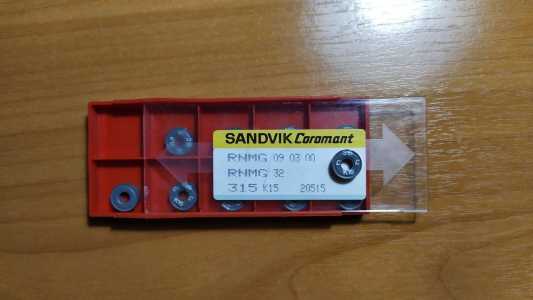 SANDVIK Coromant
RNMG 09 03 00
RNMG 32
315 K15 20515